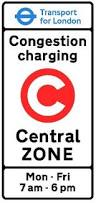 Transport
for London
Congestion
charging
C
Central
ZONE
Mon - Fri
7 am - 6 pm